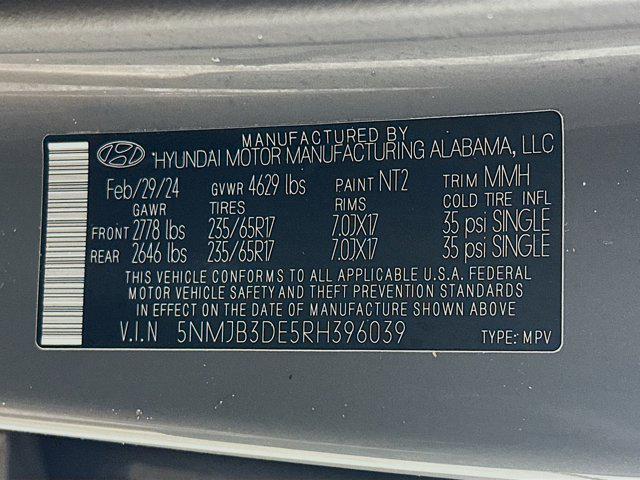 MANUFACTURED BY
HYUNDAI MOTOR MANUFACTURING ALABAMA, LLC
Feb/29/24 GVWR 4629 lbs PAINT NT2 TRIM MMH
GAWR TIRES RIMS COLD TIRE INFL
FRONT 2778 lbs 235/65R17 7.0JX17 35 psi SINGLE
REAR 2646 lbs 235/65R17 7.0JX17 35 psi SINGLE
THIS VEHICLE CONFORMS TO ALL APPLICABLE U.S.A. FEDERAL
MOTOR VEHICLE SAFETY AND THEFT PREVENTION STANDARDS
IN EFFECT ON THE DATE OF MANUFACTURE SHOWN ABOVE
V.I.N 5NMJB3DE5RH396039 TYPE: MPV